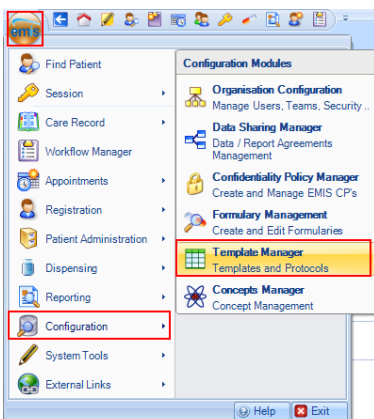 ems
Find Patient
Session
Care Record
Workflow Manager
Appointments
Registration
Patient Administration
Dispensing
Reporting
Configuration
System Tools
External Links
Configuration Modules
Organisation Configuration
Manage Users, Teams, Security ..
Data Sharing Manager
Data / Report Agreements
Management
Confidentiality Policy Manager
Create and Manage EMIS CP's
Formulary Management
Create and Edit Formularies
Template Manager
Templates and Protocols
Concepts Manager
Concept Management
Help
Exit